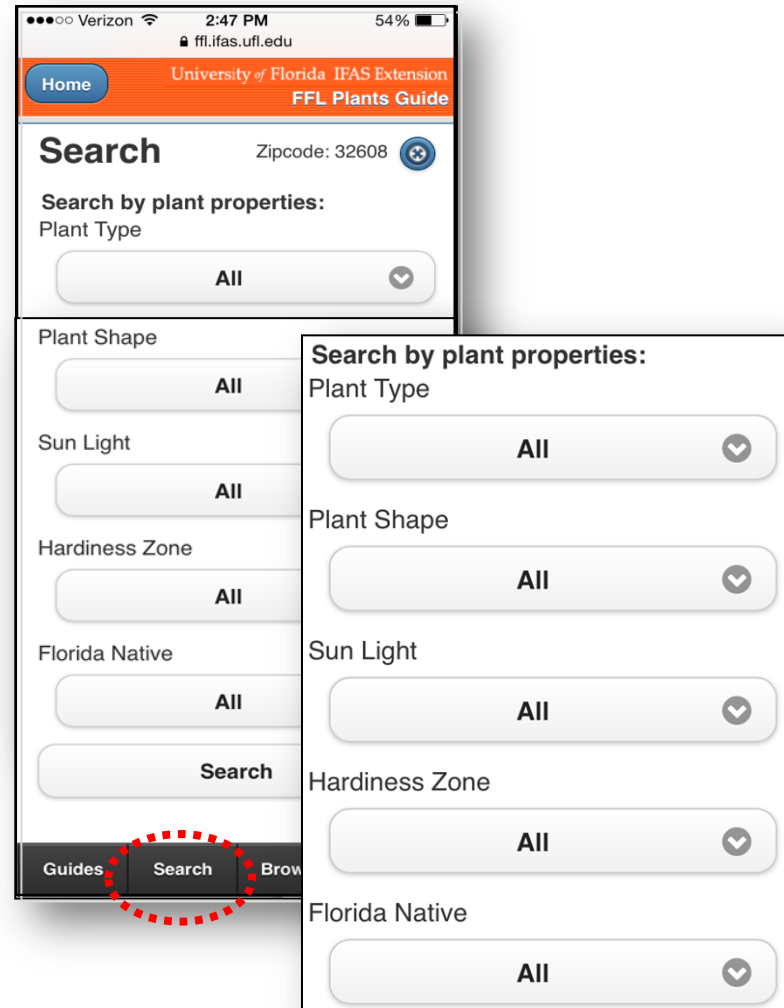 Verizon 2:47 PM 54%
ffl.ifas.ufl.edu
Home
University of Florida IFAS Extension
FFL Plants Guide
Search
Zipcode: 32608
Search by plant properties:
Plant Type
All
Plant Shape
All
Sun Light
All
Hardiness Zone
All
Florida Native
All
Search
Guides Search
Search by plant properties:
Plant Type
All
Plant Shape
All
Sun Light
All
Hardiness Zone
All
Florida Native
All